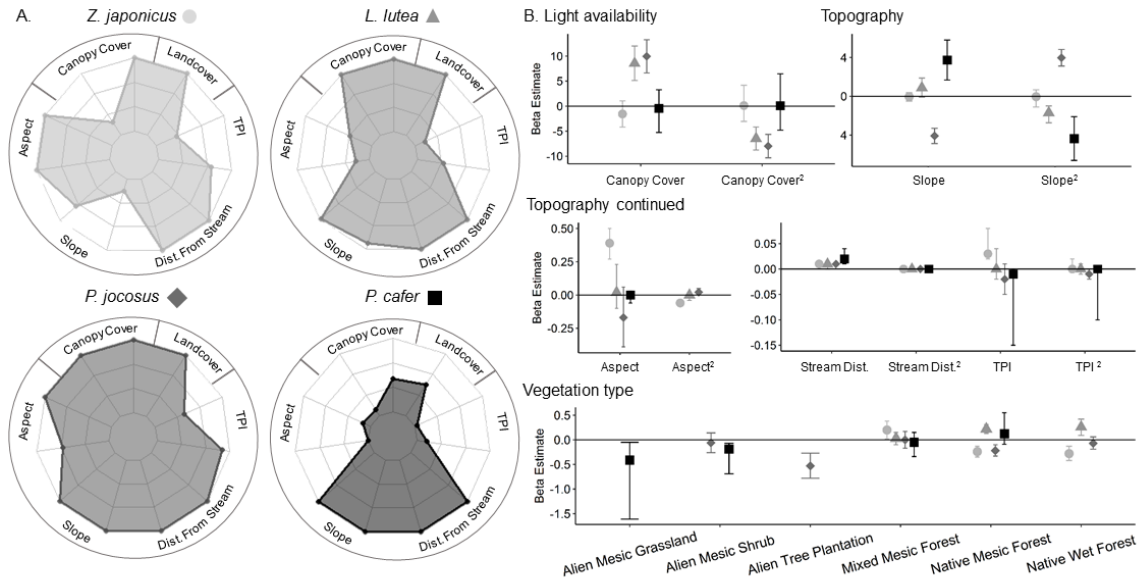 A.
Z. japonicus
L. lutea
Canopy Cover
Landcover
TPI
Dist. From Stream
Slope
Aspect
Canopy Cover
Landcover
TPI
Dist. From Stream
Slope
Aspect
P. jocosus
P. cafer
Canopy Cover
Landcover
TPI
Dist. From Stream
Slope
Aspect
Canopy Cover
Landcover
TPI
Dist. From Stream
Slope
Aspect
B. Light availability
Beta Estimate
10
5
0
-5
-10
Canopy Cover
Canopy Cover²
Topography
4
0
4
Slope
Slope²
Topography continued
Beta Estimate
0.50
0.25
0.00
-0.25
Aspect
Aspect²
0.05
0.00
-0.05
-0.10
-0.15
Stream Dist.
Stream Dist.²
TPI
TPI ²
Vegetation type
Beta Estimate
0.5
0.0
-0.5
-1.0
-1.5
Alien Mesic Grassland
Alien Mesic Shrub
Alien Tree Plantation
Mixed Mesic Forest
Native Mesic Forest
Native Wet Forest